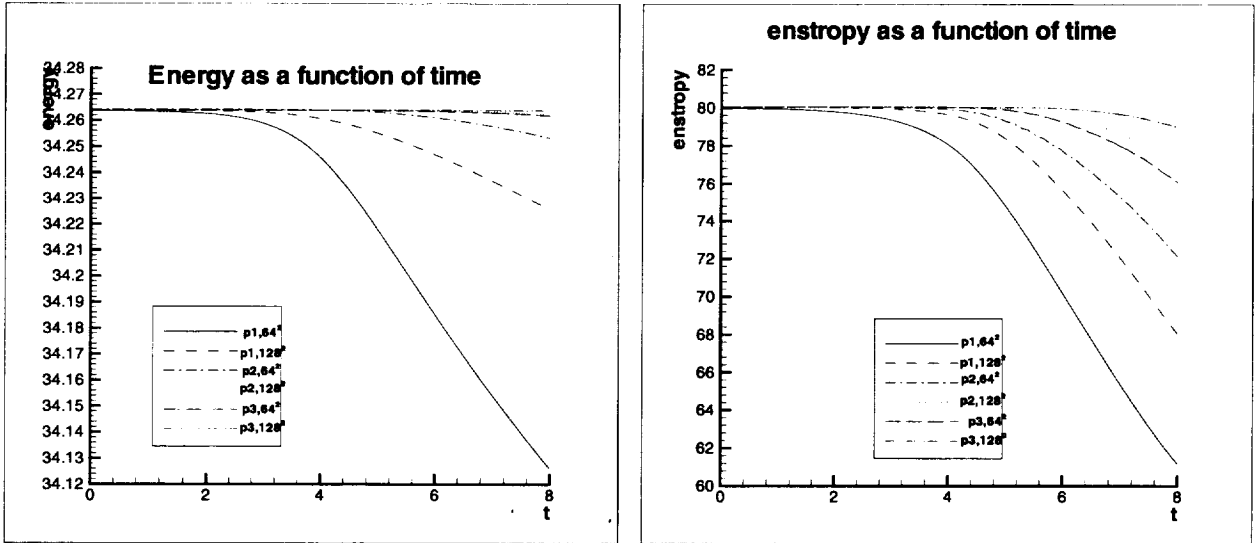 Energy as a function of time
energy
34.28
34.27
34.26
34.25
34.24
34.23
34.22
34.21
34.2
34.19
34.18
34.17
34.16
34.15
34.14
34.13
34.12
p1,64²
p1,128²
p2,64²
p2,128²
p3,64²
p3,128²
0 2 4 6 8
t
enstropy as a function of time
enstropy
82
80
78
76
74
72
70
68
66
64
62
60
p1,64²
p1,128²
p2,64²
p2,128²
p3,64²
p3,128²
0 2 4 6 8
t